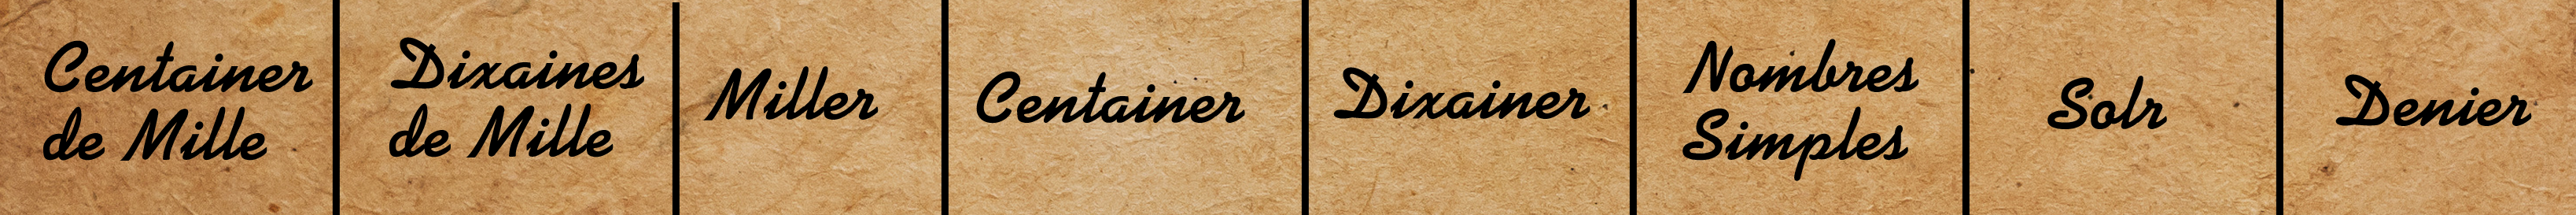 Centainer
de Mille
Dixaines
de Mille
Miller
Centainer
Dixainer
Nombres
Simples
Solr
Denier